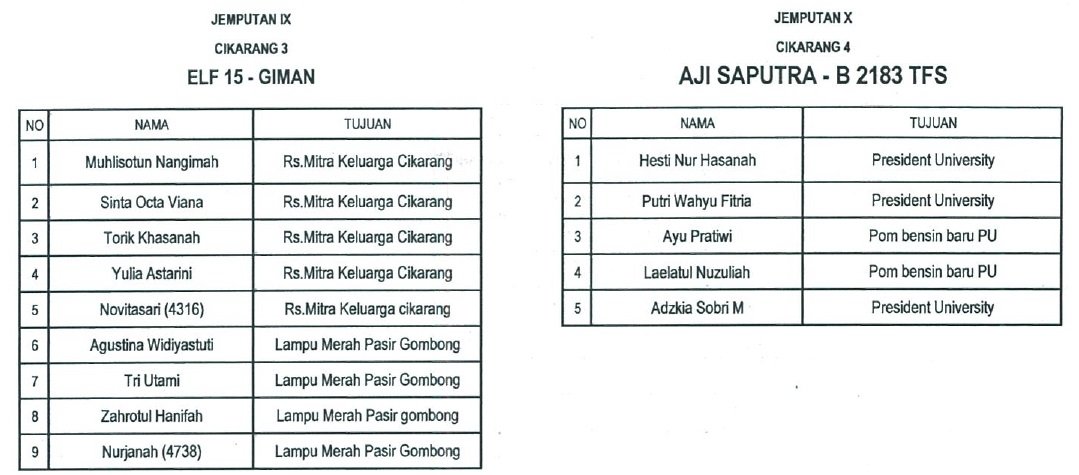 JEMPUTAN IX
CIKARANG 3
ELF 15 - GIMAN
NO NAMA TUJUAN
1 Muhlisotun Nangimah Rs.Mitra Keluarga Cikarang
2 Sinta Octa Viana Rs.Mitra Keluarga Cikarang
3 Torik Khasanah Rs.Mitra Keluarga Cikarang
4 Yulia Astarini Rs.Mitra Keluarga Cikarang
5 Novitasari (4316) Rs.Mitra Keluarga cikarang
6 Agustina Widiyastuti Lampu Merah Pasir Gombong
7 Tri Utami Lampu Merah Pasir Gombong
8 Zahrotul Hanifah Lampu Merah Pasir gombong
9 Nurjanah (4738) Lampu Merah Pasir Gombong
JEMPUTAN X
CIKARANG 4
AJI SAPUTRA - B 2183 TFS
NO NAMA TUJUAN
1 Hesti Nur Hasanah President University
2 Putri Wahyu Fitria President University
3 Ayu Pratiwi Pom bensin baru PU
4 Laelatul Nuzuliah Pom bensin baru PU
5 Adzkia Sobri M President University